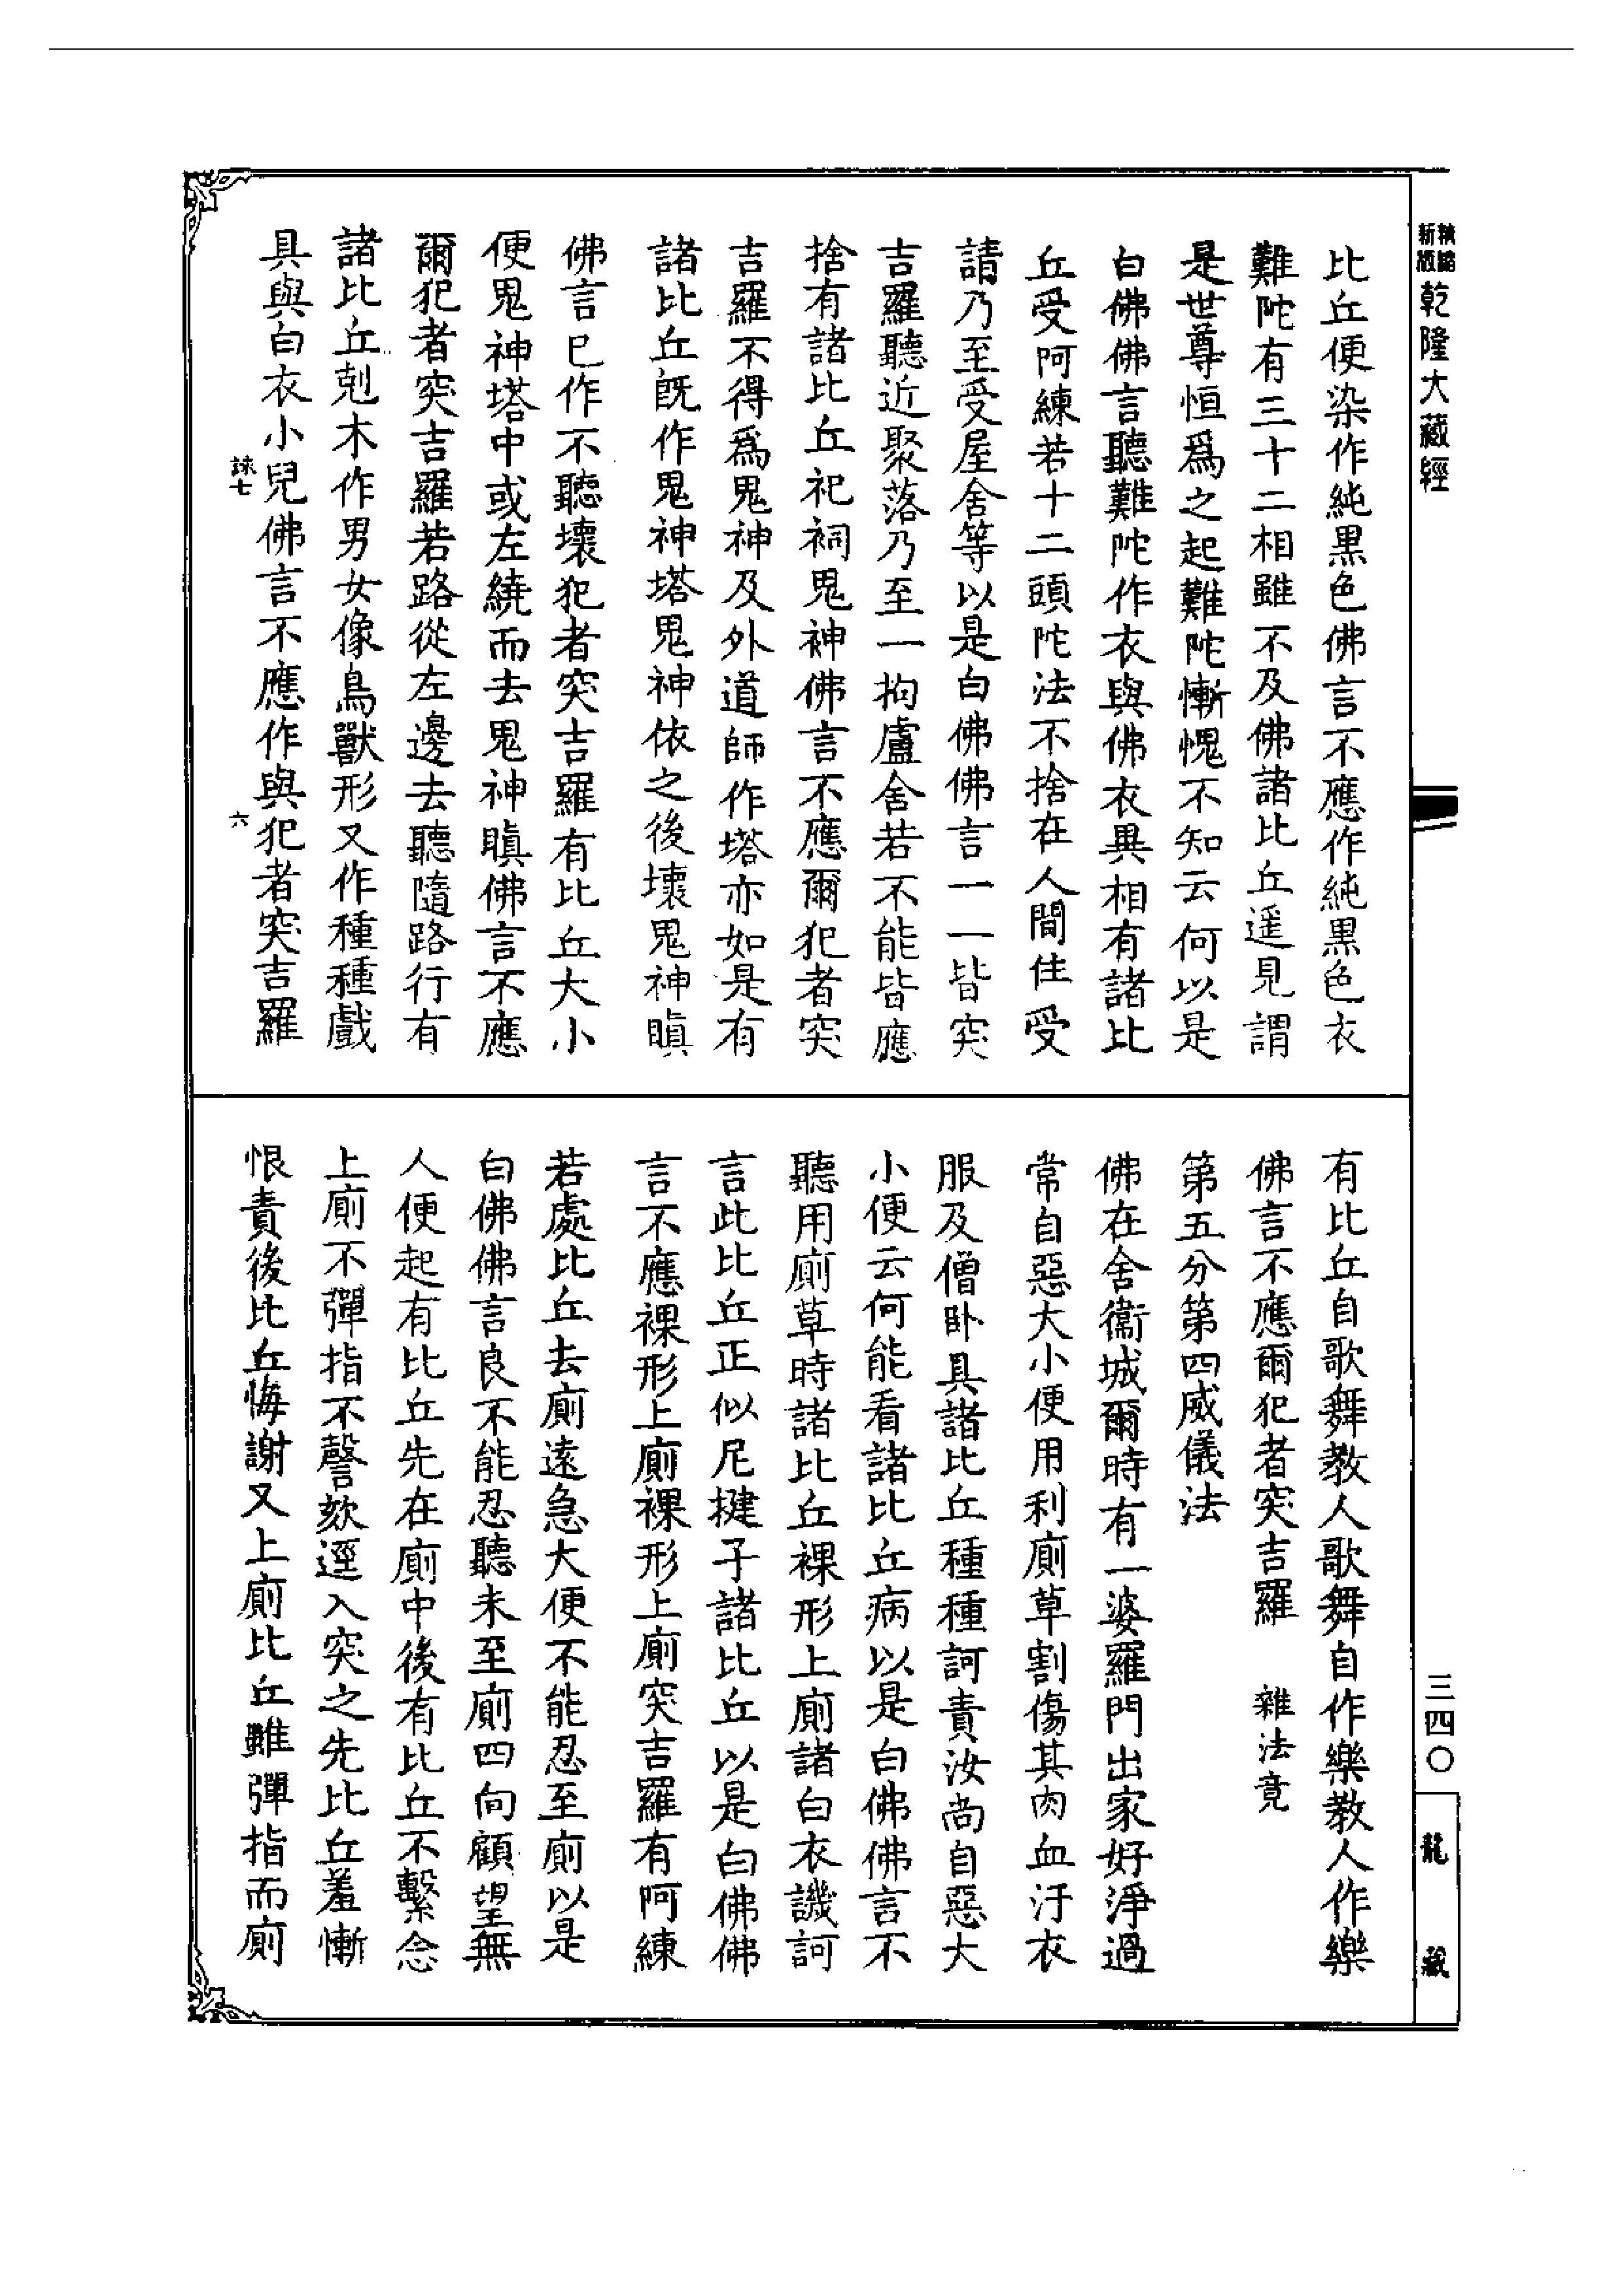 新版
精縮
乾隆大藏經
三四〇
龍藏
比丘便染作純黑色佛言不應作純黑色衣
難陀有三十二相雖不及佛諸比丘遥見謂
是世尊恒爲之起難陀慚愧不知云何以是
白佛佛言聽難陀作衣與佛衣異相有諸比
丘受阿練若十二頭陀法不捨在人間住受
請乃至受屋舍等以是白佛佛言一一皆突
吉羅聽近聚落乃至一拘盧舍若不能皆應
捨有諸比丘祀祠鬼神佛言不應爾犯者突
吉羅不得爲鬼神及外道師作塔亦如是有
諸比丘旣作鬼神塔鬼神依之後壞鬼神瞋
佛言已作不聽壞犯者突吉羅有比丘大小
便鬼神塔中或左繞而去鬼神瞋佛言不應
爾犯者突吉羅若路從左邊去聽隨路行有
諸比丘剋木作男女像鳥獸形又作種種戲
具與白衣小兒佛言不應作與犯者突吉羅
諫七
六
有比丘自歌舞教人歌舞自作樂教人作樂
佛言不應爾犯者突吉羅 雜法竟
第五分第四威儀法
佛在舍衞城爾時有一婆羅門出家好淨過
常自惡大小便用利廁草割傷其肉血汙衣
服及僧卧具諸比丘種種訶責汝尚自惡大
小便云何能看諸比丘病以是白佛佛言不
聽用廁草時諸比丘裸形上廁諸白衣譏訶
言此比丘正似尼揵子諸比丘以是白佛佛
言不應裸形上廁裸形上廁突吉羅有阿練
若處比丘去廁遠急大便不能忍至廁以是
白佛佛言良不能忍聽未至廁四向顧望無
人便起有比丘先在廁中後有比丘不繫念
上廁不彈指不謦欬逕入突之先比丘羞慚
恨責後比丘悔謝又上廁比丘雖彈指而廁